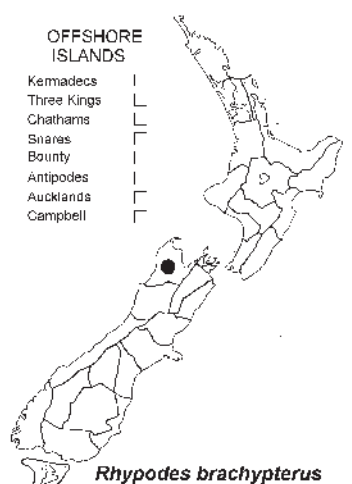 OFFSHORE
ISLANDS
Kermadecs
Three Kings
Chathams
Snares
Bounty
Antipodes
Aucklands
Campbell
Rhypodes brachypterus